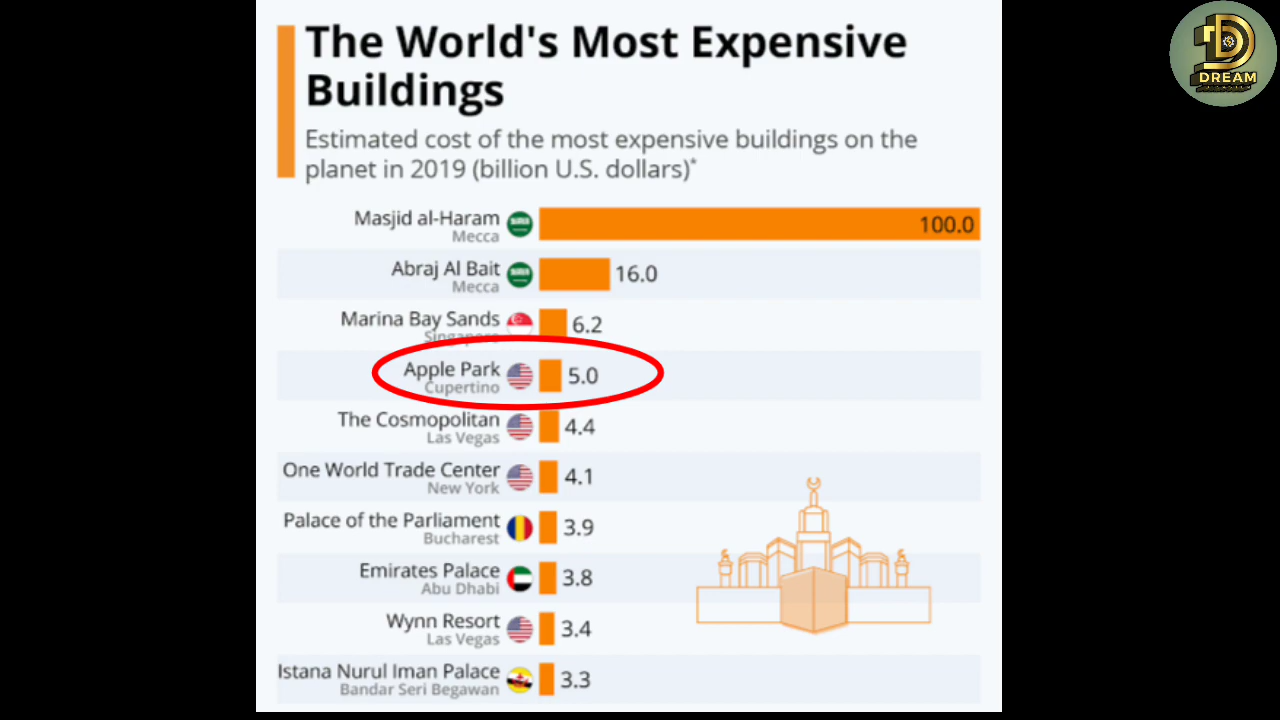 The World's Most Expensive
Buildings
Estimated cost of the most expensive buildings on the
planet in 2019 (billion U.S. dollars)*
Masjid al-Haram
Mecca
100.0
Abraj Al Bait
Mecca
16.0
Marina Bay Sands
Singapore
6.2
Apple Park
Cupertino
5.0
The Cosmopolitan
Las Vegas
4.4
One World Trade Center
New York
4.1
Palace of the Parliament
Bucharest
3.9
Emirates Palace
Abu Dhabi
3.8
Wynn Resort
Las Vegas
3.4
Istana Nurul Iman Palace
Bandar Seri Begawan
3.3
DREAM